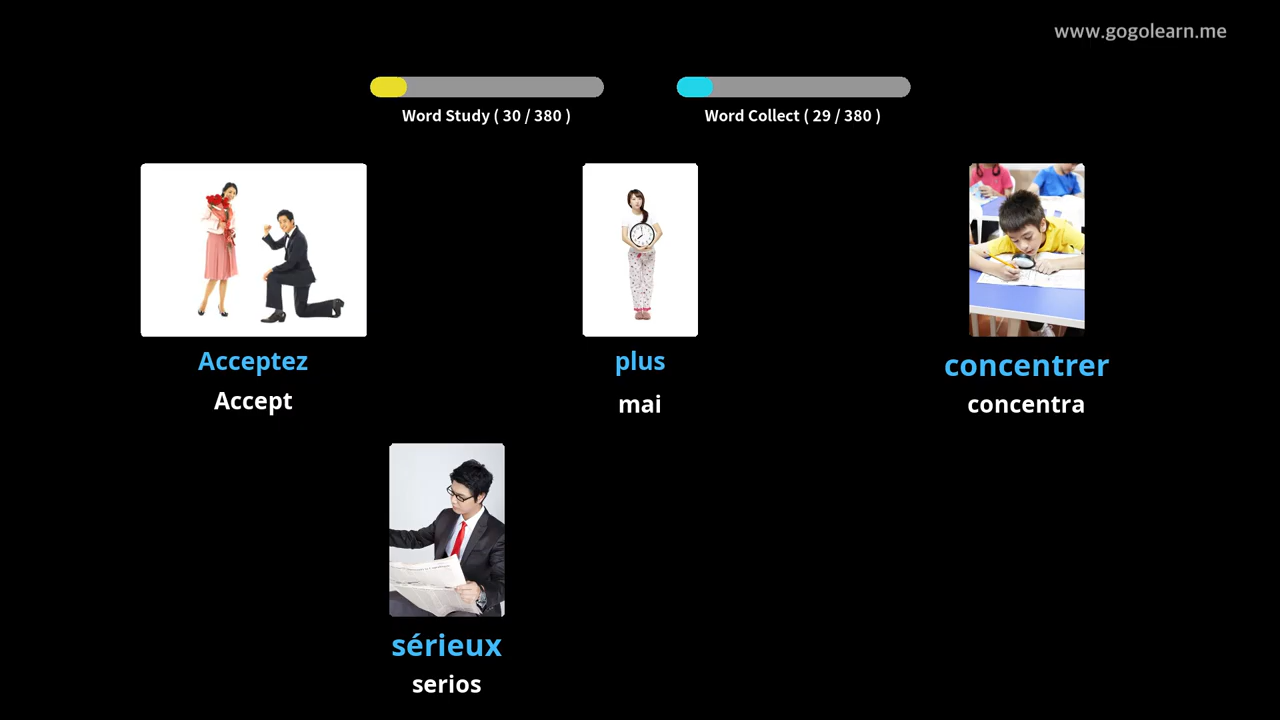 www.gogolearn.me
Word Study ( 30 / 380 )
Word Collect ( 29 / 380 )
Acceptez
Accept
plus
mai
concentrer
concentra
sérieux
serios